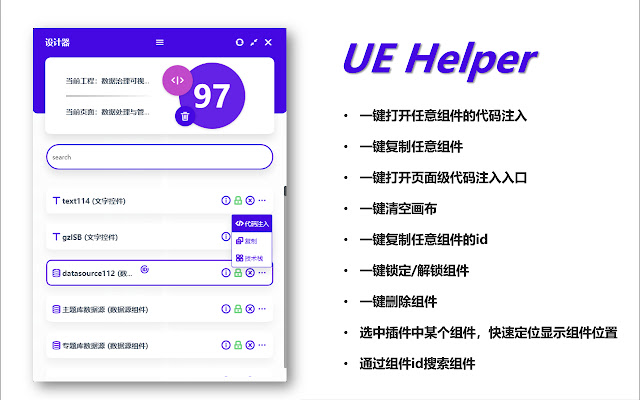 设计器
当前工程：数据治理可视...
当前页面：数据处理与管...
97
search
text114 (文字控件)
代码注入
gzlSB (文字控件)
复制
技术栈
datasource112 (数...
主题库数据源 (数据源组件)
专题库数据源 (数据源组件)
UE Helper
• 一键打开任意组件的代码注入
• 一键复制任意组件
• 一键打开页面级代码注入入口
• 一键清空画布
• 一键复制任意组件的id
• 一键锁定/解锁组件
• 一键删除组件
• 选中插件中某个组件，快速定位显示组件位置
• 通过组件id搜索组件